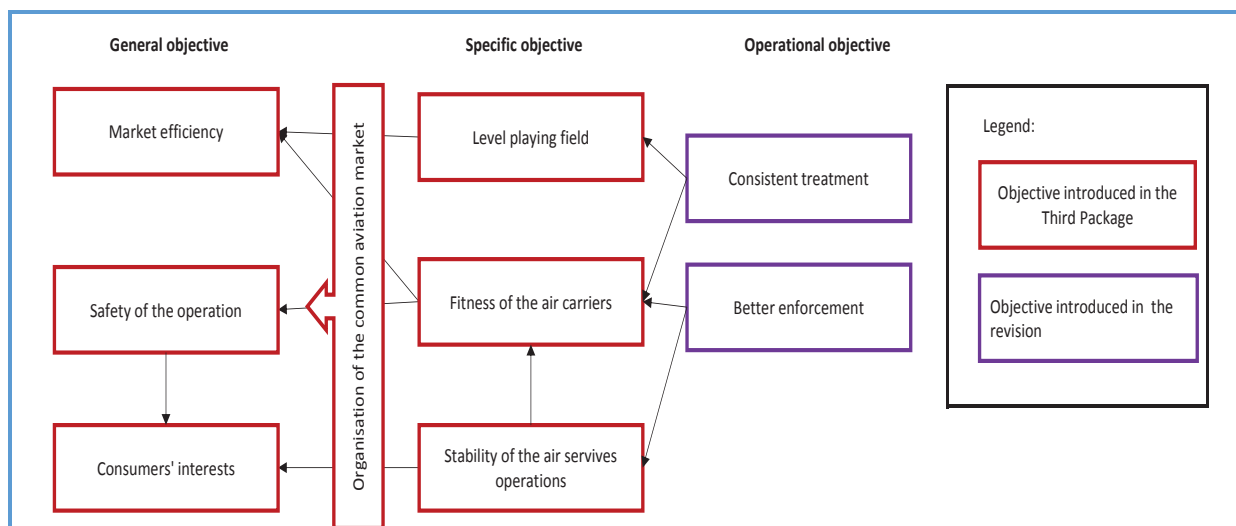 General objective
Specific objective
Operational objective
Market efficiency
Organisation of the common aviation market
Level playing field
Consistent treatment
Legend:
Objective introduced in the
Third Package
Safety of the operation
Fitness of the air carriers
Better enforcement
Objective introduced in the
revision
Consumers' interests
Stability of the air servives
operations